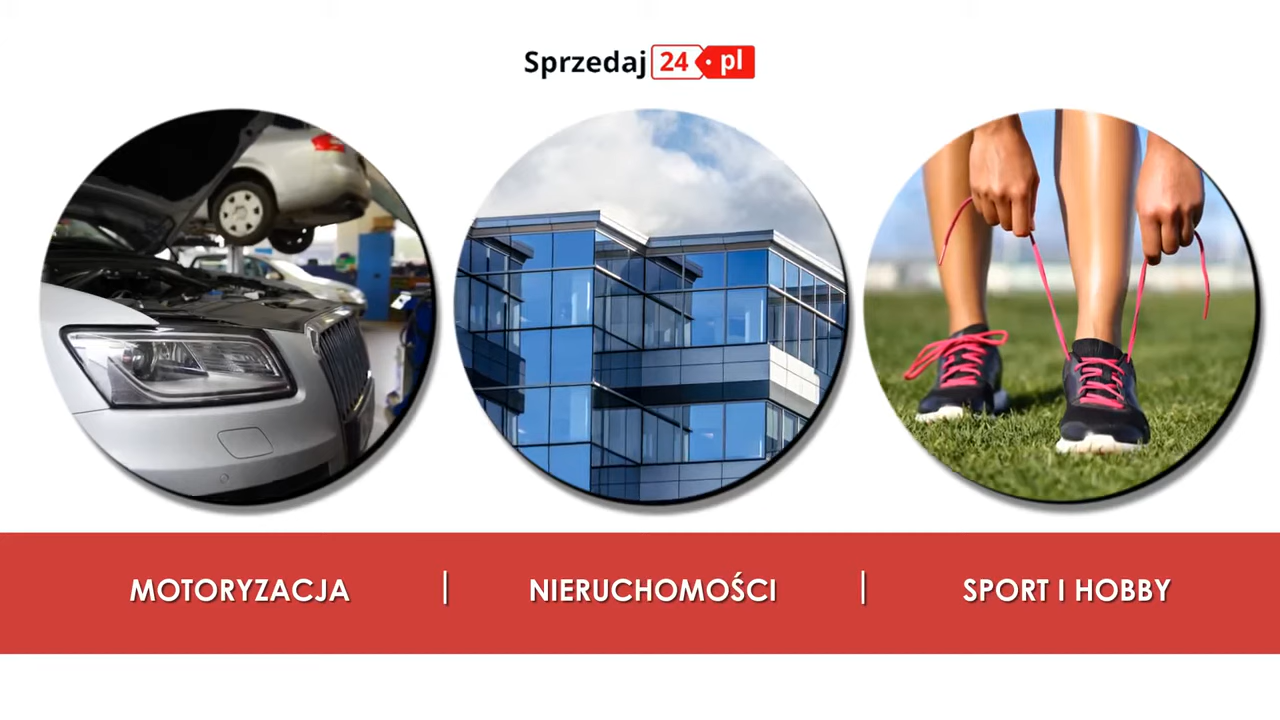 Sprzedaj 24 pl
MOTORYZACJA | NIERUCHOMOŚCI | SPORT I HOBBY